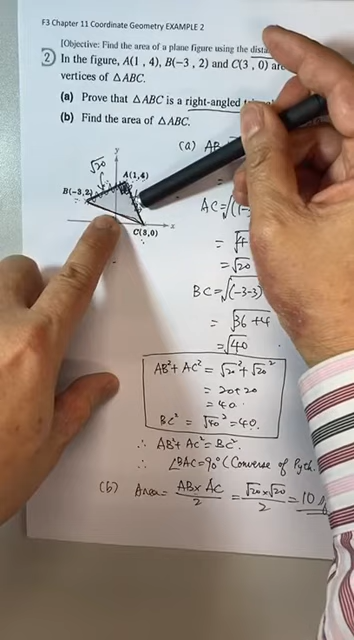 F3 Chapter 11 Coordinate Geometry EXAMPLE 2
[Objective: Find the area of a plane figure using the
2 In the figure, A(1 , 4), B(−3 , 2) and C(3 , 0) are
vertices of △ABC.
(a) Prove that △ABC is a right-angled
(b) Find the area of △ABC.
(a) AB
y
√20
A(1,4)
B(−3,2)
C(3,0)
x
AC=√(1-
=√4
=√20
BC=√(-3-3)
= √36+4
=√40
AB²+AC² = √20²+√20²
= 20+20
= 40.
BC² = √40² = 40.
∴ AB²+AC²=BC².
∴ ∠BAC=90° (Converse of Pyth.
(b) Area= AB×AC/2 = √20×√20/2 = 10